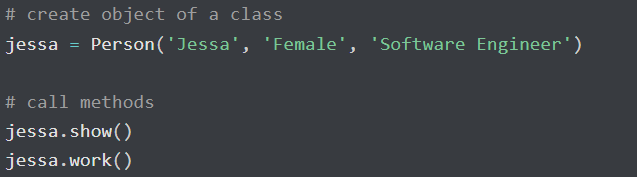 # create object of a class
jessa = Person('Jessa', 'Female', 'Software Engineer')
# call methods
jessa.show()
jessa.work()